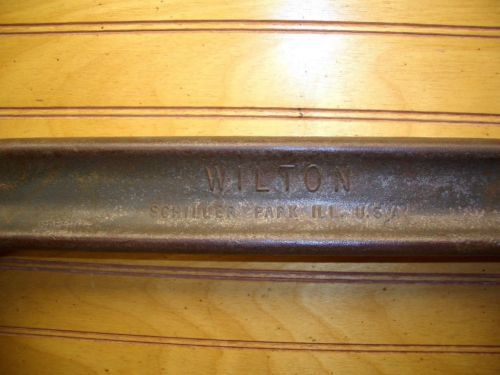 WILTON
SCHILLER PARK ILL. U.S.A.